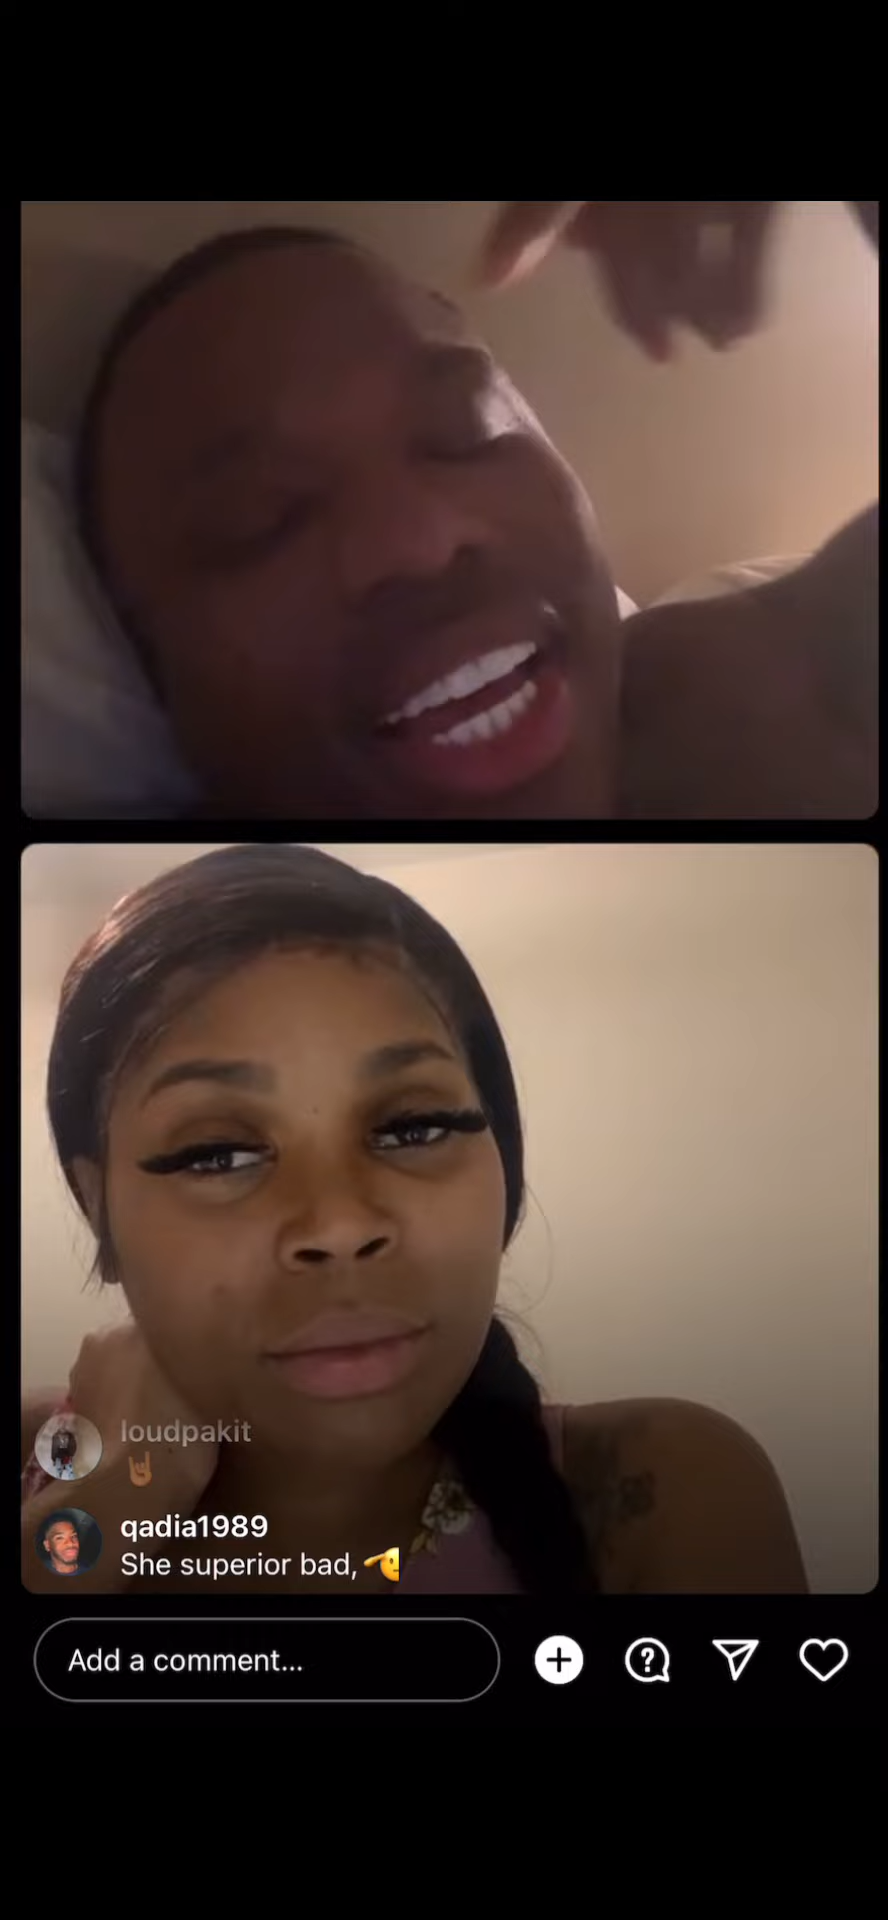 loudpakit
🤘🏽
qadia1989
She superior bad, 🫡
Add a comment...